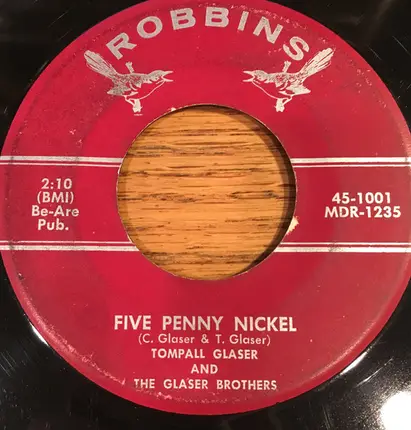 ROBBINS
2:10
(BMI)
Be-Are
Pub.
45-1001
MDR-1235
FIVE PENNY NICKEL
(C. Glaser & T. Glaser)
TOMPALL GLASER
AND
THE GLASER BROTHERS